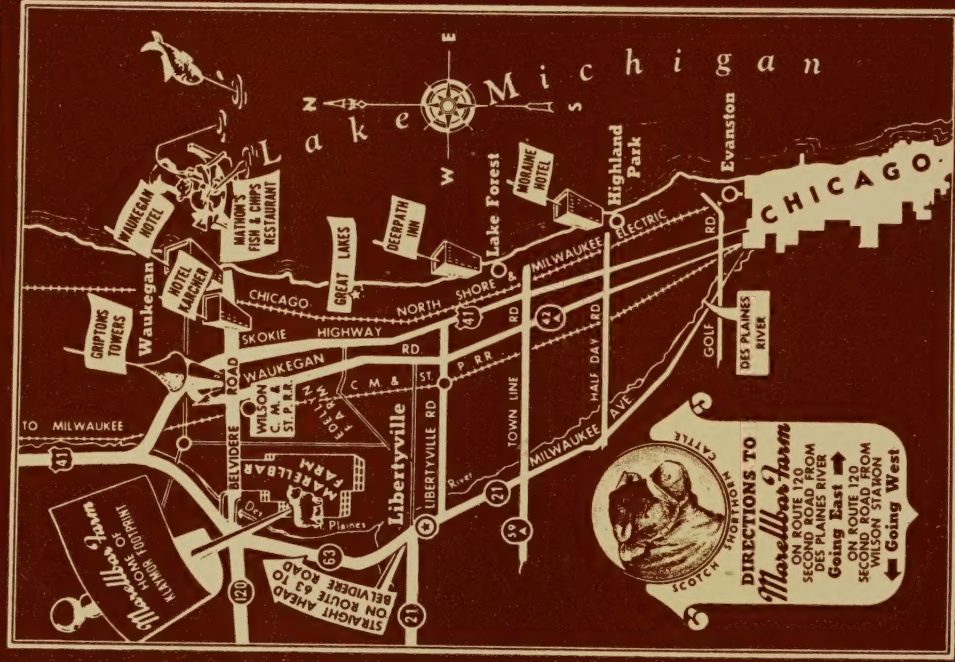 Lake Michigan
N
E
S
W
TO MILWAUKEE
41
GRIPTONS
TOWERS
Waukegan
WAUKEGAN
HOTEL
HOTEL
KARCHER
MATHON'S
FISH & CHIPS
RESTAURANT
GREAT LAKES
DEERPATH
INN
Lake Forest
MORAINE
HOTEL
Highland
Park
Evanston
CHICAGO
CHICAGO NORTH SHORE & MILWAUKEE ELECTRIC
SKOKIE HIGHWAY
41
WAUKEGAN RD.
42
C. M. & ST. P. R.R.
BELVIDERE ROAD
WILSON
C. M. &
ST. P. R.R.
EDELLYN
FARM
MARELLBAR
FARM
Des Plaines River
Libertyville
LIBERTYVILLE RD
TOWN LINE RD
HALF DAY RD
GOLF RD
MILWAUKEE AVE.
DES PLAINES
RIVER
21
59A
63
120
21
Marellbar Farm
HOME OF
KLAYMOR FOOTPRINT
STRAIGHT AHEAD
ON ROUTE 63 TO
BELVIDERE ROAD
SCOTCH SHORTHORN CATTLE
DIRECTIONS TO
Marellbar Farm
ON ROUTE 120
SECOND ROAD FROM
DES PLAINES RIVER
Going East
ON ROUTE 120
SECOND ROAD FROM
WILSON STATION
Going West